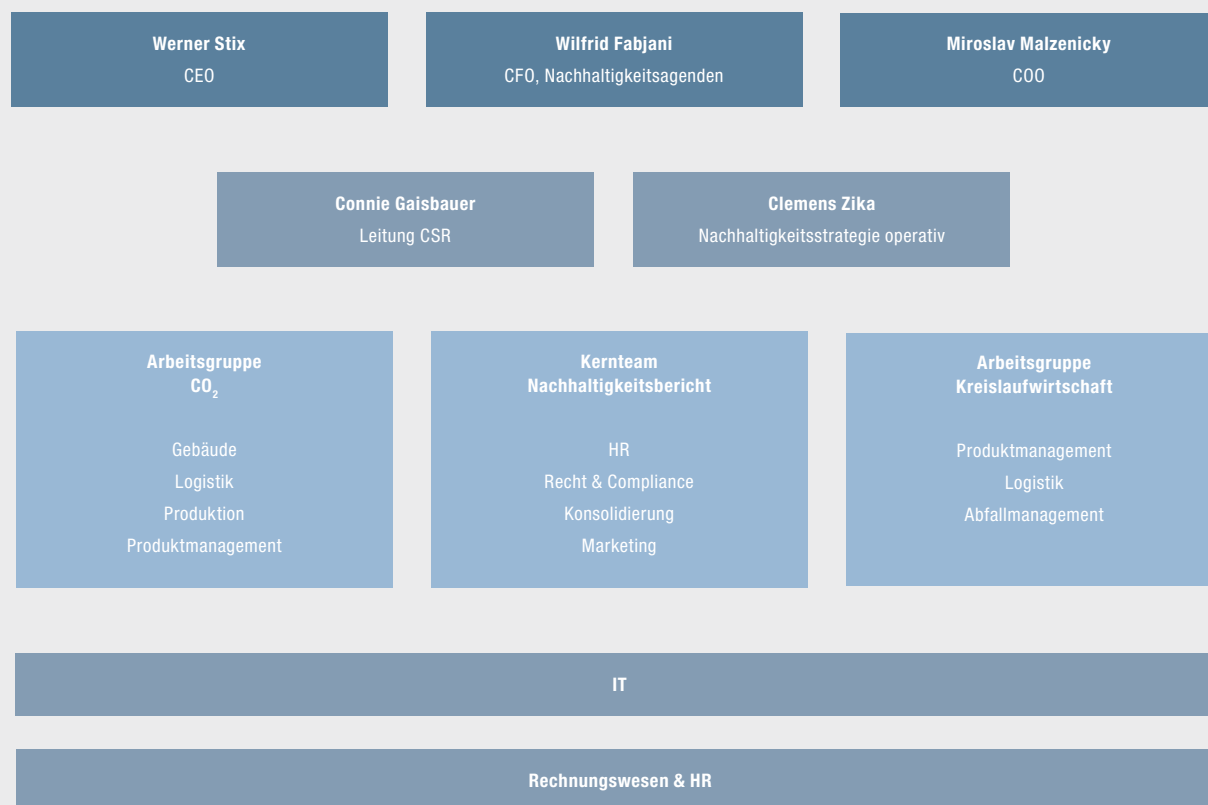 Werner Stix
CEO
Wilfrid Fabjani
CFO, Nachhaltigkeitsagenden
Miroslav Malzenicky
COO
Connie Gaisbauer
Leitung CSR
Clemens Zika
Nachhaltigkeitsstrategie operativ
Arbeitsgruppe
CO₂
Gebäude
Logistik
Produktion
Produktmanagement
Kernteam
Nachhaltigkeitsbericht
HR
Recht & Compliance
Konsolidierung
Marketing
Arbeitsgruppe
Kreislaufwirtschaft
Produktmanagement
Logistik
Abfallmanagement
IT
Rechnungswesen & HR